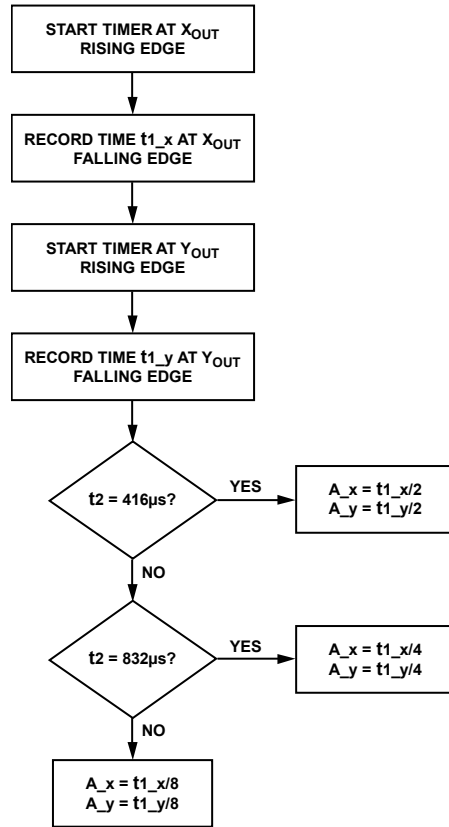 START TIMER AT XOUT
RISING EDGE
RECORD TIME t1_x AT XOUT
FALLING EDGE
START TIMER AT YOUT
RISING EDGE
RECORD TIME t1_y AT YOUT
FALLING EDGE
t2 = 416µs?
YES
A_x = t1_x/2
A_y = t1_y/2
NO
t2 = 832µs?
YES
A_x = t1_x/4
A_y = t1_y/4
NO
A_x = t1_x/8
A_y = t1_y/8